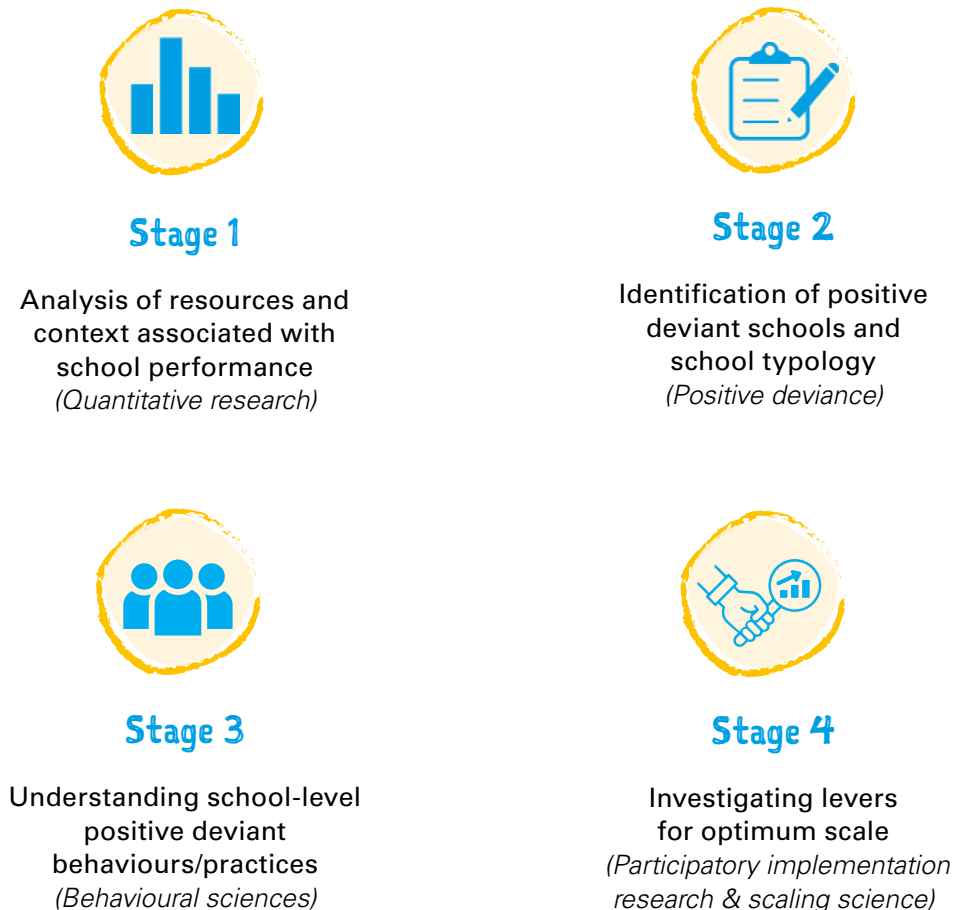 Stage 1
Analysis of resources and
context associated with
school performance
(Quantitative research)
Stage 2
Identification of positive
deviant schools and
school typology
(Positive deviance)
Stage 3
Understanding school-level
positive deviant
behaviours/practices
(Behavioural sciences)
Stage 4
Investigating levers
for optimum scale
(Participatory implementation
research & scaling science)